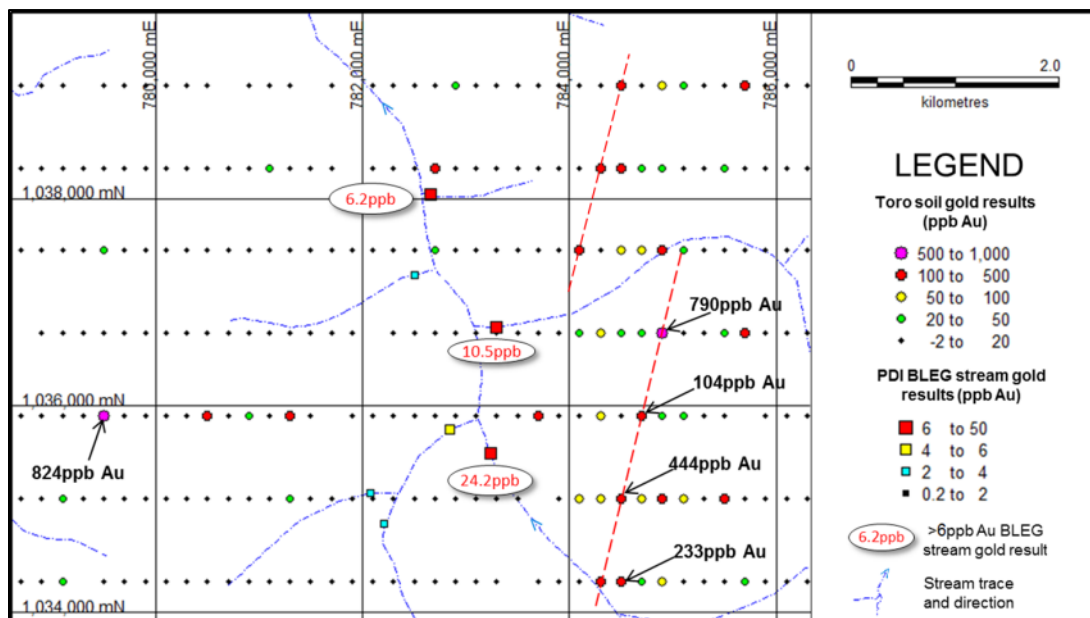 780,000 mE
782,000 mE
784,000 mE
786,000 mE
1,038,000 mN
1,036,000 mN
1,034,000 mN
6.2ppb
10.5ppb
24.2ppb
790ppb Au
104ppb Au
444ppb Au
233ppb Au
824ppb Au
0 2.0
kilometres
LEGEND
Toro soil gold results
(ppb Au)
500 to 1,000
100 to 500
50 to 100
20 to 50
-2 to 20
PDI BLEG stream gold
results (ppb Au)
6 to 50
4 to 6
2 to 4
0.2 to 2
6.2ppb >6ppb Au BLEG
stream gold result
Stream trace
and direction